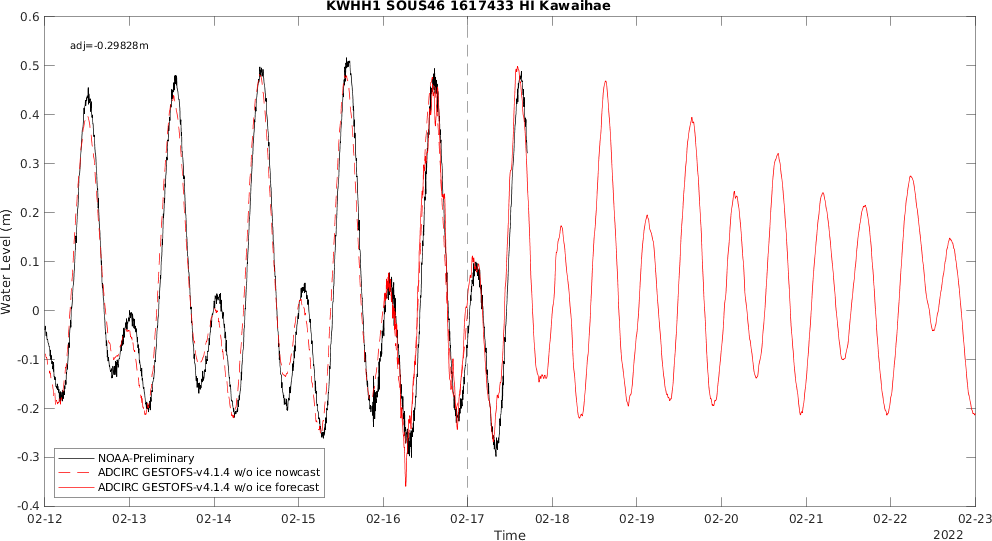 KWHH1 SOUS46 1617433 HI Kawaihae
adj=-0.29828m
Water Level (m)
0.6
0.5
0.4
0.3
0.2
0.1
0
-0.1
-0.2
-0.3
-0.4
NOAA-Preliminary
ADCIRC GESTOFS-v4.1.4 w/o ice nowcast
ADCIRC GESTOFS-v4.1.4 w/o ice forecast
02-12 02-13 02-14 02-15 02-16 02-17 02-18 02-19 02-20 02-21 02-22 02-23
Time
2022